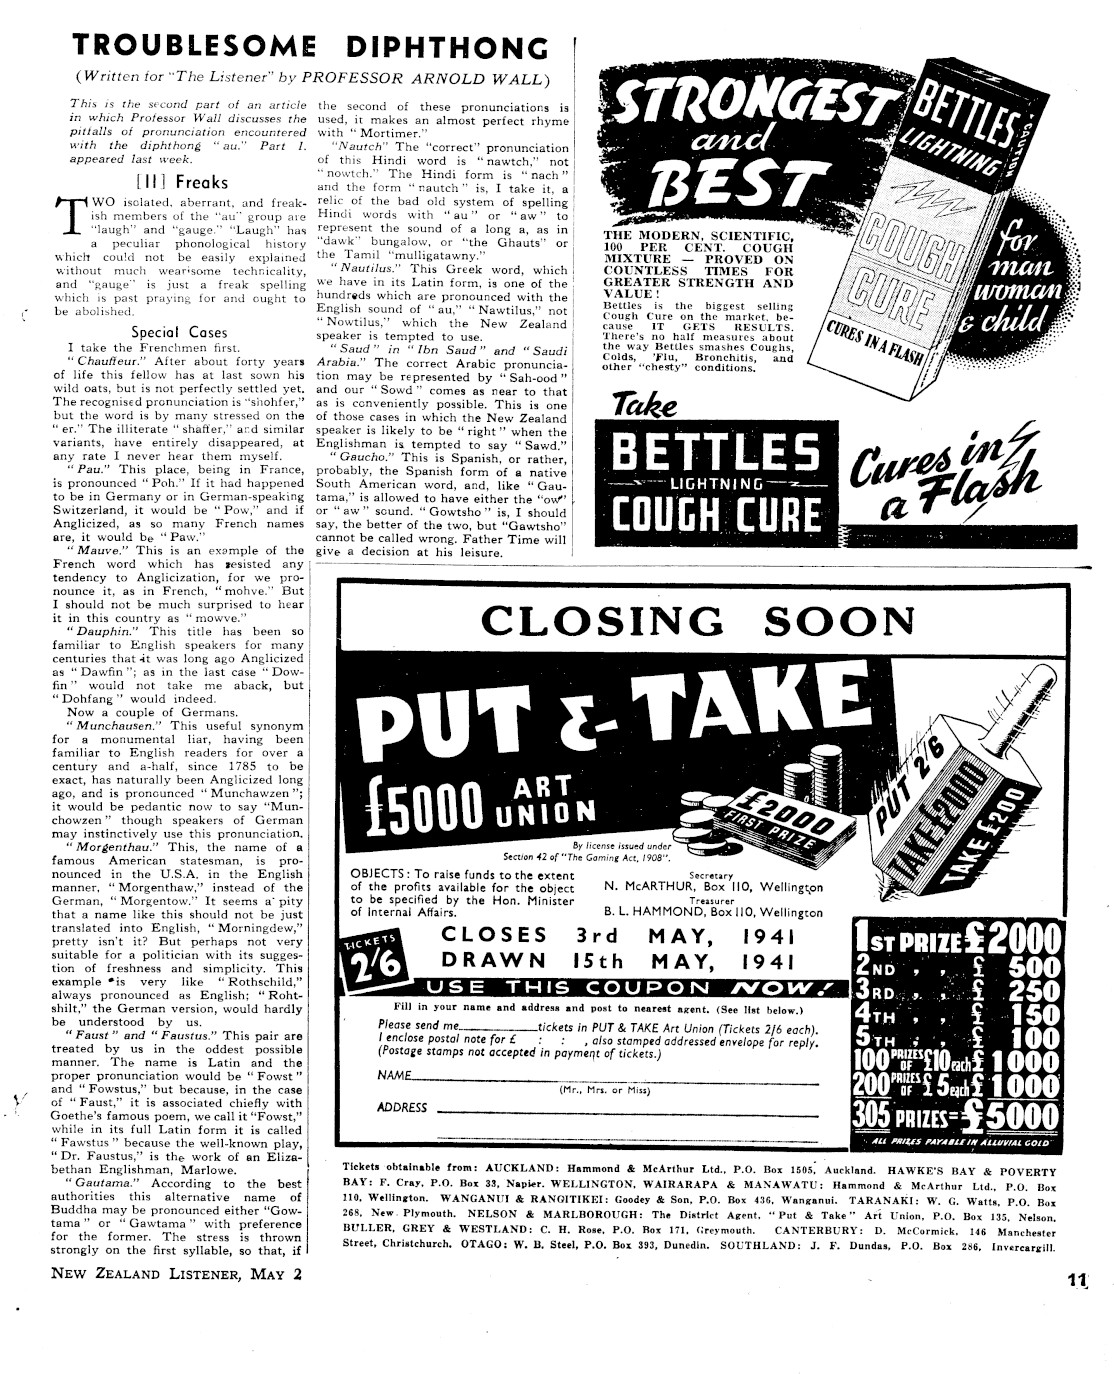 TROUBLESOME DIPHTHONG
(Written for "The Listener" by PROFESSOR ARNOLD WALL)
This is the second part of an article
in which Professor Wall discusses the
pitfalls of pronunciation encountered
with the diphthong "au." Part I.
appeared last week.
[II] Freaks
TWO isolated, aberrant, and freak-
ish members of the "au" group are
"laugh" and "gauge." "Laugh" has
a peculiar phonological history
which could not be easily explained
without much wearisome technicality,
and "gauge" is just a freak spelling
which is past praying for and ought to
be abolished.
Special Cases
I take the Frenchmen first.
"Chauffeur." After about forty years
of life this fellow has at last sown his
wild oats, but is not perfectly settled yet.
The recognised pronunciation is "shohfer,"
but the word is by many stressed on the
"er." The illiterate "shaffer," and similar
variants, have entirely disappeared, at
any rate I never hear them myself.
"Pau." This place, being in France,
is pronounced "Poh." If it had happened
to be in Germany or in German-speaking
Switzerland, it would be "Pow," and if
Anglicized, as so many French names
are, it would be "Paw."
"Mauve." This is an example of the
French word which has resisted any
tendency to Anglicization, for we pro-
nounce it, as in French, "mohve." But
I should not be much surprised to hear
it in this country as "mowve."
"Dauphin." This title has been so
familiar to English speakers for many
centuries that it was long ago Anglicized
as "Dawfin"; as in the last case "Dow-
fin" would not take me aback, but
"Dohfang" would indeed.
Now a couple of Germans.
"Munchausen." This useful synonym
for a monumental liar, having been
familiar to English readers for over a
century and a-half, since 1785 to be
exact, has naturally been Anglicized long
ago, and is pronounced "Munchawzen";
it would be pedantic now to say "Mun-
chowzen" though speakers of German
may instinctively use this pronunciation.
"Morgenthau." This, the name of a
famous American statesman, is pro-
nounced in the U.S.A. in the English
manner, "Morgenthaw," instead of the
German, "Morgentow." It seems a pity
that a name like this should not be just
translated into English, "Morningdew,"
pretty isn't it? But perhaps not very
suitable for a politician with its sugges-
tion of freshness and simplicity. This
example is very like "Rothschild,"
always pronounced as English; "Roht-
shilt," the German version, would hardly
be understood by us.
"Faust" and "Faustus." This pair are
treated by us in the oddest possible
manner. The name is Latin and the
proper pronunciation would be "Fowst"
and "Fowstus," but because, in the case
of "Faust," it is associated chiefly with
Goethe's famous poem, we call it "Fowst,"
while in its full Latin form it is called
"Fawstus" because the well-known play,
"Dr. Faustus," is the work of an Eliza-
bethan Englishman, Marlowe.
"Gautama." According to the best
authorities this alternative name of
Buddha may be pronounced either "Gow-
tama" or "Gawtama" with preference
for the former. The stress is thrown
strongly on the first syllable, so that, if
the second of these pronunciations is
used, it makes an almost perfect rhyme
with "Mortimer."
"Nautch" The "correct" pronunciation
of this Hindi word is "nawtch," not
"nowtch." The Hindi form is "nach"
and the form "nautch" is, I take it, a
relic of the bad old system of spelling
Hindi words with "au" or "aw" to
represent the sound of a long a, as in
"dawk" bungalow, or "the Ghauts" or
the Tamil "mulligatawny."
"Nautilus." This Greek word, which
we have in its Latin form, is one of the
hundreds which are pronounced with the
English sound of "au," "Nawtilus," not
"Nowtilus," which the New Zealand
speaker is tempted to use.
"Saud" in "Ibn Saud" and "Saudi
Arabia." The correct Arabic pronuncia-
tion may be represented by "Sah-ood"
and our "Sowd" comes as near to that
as is conveniently possible. This is one
of those cases in which the New Zealand
speaker is likely to be "right" when the
Englishman is tempted to say "Sawd."
"Gaucho." This is Spanish, or rather,
probably, the Spanish form of a native
South American word, and, like "Gau-
tama," is allowed to have either the "ow"
or "aw" sound. "Gowtsho" is, I should
say, the better of the two, but "Gawtsho"
cannot be called wrong. Father Time will
give a decision at his leisure.
STRONGEST
and
BEST
BETTLES
LIGHTNING
CAUTION
COUGH
CURE
CURES IN A FLASH
for
man
woman
& child
THE MODERN, SCIENTIFIC,
100 PER CENT. COUGH
MIXTURE — PROVED ON
COUNTLESS TIMES FOR
GREATER STRENGTH AND
VALUE!
Bettles is the biggest selling
Cough Cure on the market, be-
cause IT GETS RESULTS.
There's no half measures about
the way Bettles smashes Coughs,
Colds, 'Flu, Bronchitis, and
other "chesty" conditions.
Take
BETTLES
LIGHTNING
COUGH CURE
Cures in
a Flash
CLOSING SOON
PUT & TAKE
£5000 ART
UNION
£2000
FIRST PRIZE
PUT 2/6
TAKE £2000
TAKE £200
By license issued under
Section 42 of "The Gaming Act, 1908".
OBJECTS: To raise funds to the extent
of the profits available for the object
to be specified by the Hon. Minister
of Internal Affairs.
Secretary
N. McARTHUR, Box 110, Wellington
Treasurer
B. L. HAMMOND, Box 110, Wellington
TICKETS
2/6
CLOSES 3rd MAY, 1941
DRAWN 15th MAY, 1941
USE THIS COUPON NOW!
Fill in your name and address and post to nearest agent. (See list below.)
Please send me tickets in PUT & TAKE Art Union (Tickets 2/6 each).
I enclose postal note for £ : : , also stamped addressed envelope for reply.
(Postage stamps not accepted in payment of tickets.)
NAME
(Mr., Mrs. or Miss)
ADDRESS
1ST PRIZE £2000
2ND , , £ 500
3RD , , £ 250
4TH , , £ 150
5TH , , £ 100
100 PRIZES OF £10 each £ 1000
200 PRIZES OF £5 each £ 1000
305 PRIZES = £5000
ALL PRIZES PAYABLE IN ALLUVIAL GOLD
Tickets obtainable from: AUCKLAND: Hammond & McArthur Ltd., P.O. Box 1505, Auckland. HAWKE'S BAY & POVERTY
BAY: F. Cray, P.O. Box 33, Napier. WELLINGTON, WAIRARAPA & MANAWATU: Hammond & McArthur Ltd., P.O. Box
110, Wellington. WANGANUI & RANGITIKEI: Goodey & Son, P.O. Box 436, Wanganui. TARANAKI: W. G. Watts, P.O. Box
268, New Plymouth. NELSON & MARLBOROUGH: The District Agent, "Put & Take" Art Union, P.O. Box 135, Nelson.
BULLER, GREY & WESTLAND: C. H. Rose, P.O. Box 171, Greymouth. CANTERBURY: D. McCormick, 146 Manchester
Street, Christchurch. OTAGO: W. B. Steel, P.O. Box 393, Dunedin. SOUTHLAND: J. F. Dundas, P.O. Box 286, Invercargill.
NEW ZEALAND LISTENER, MAY 2
11